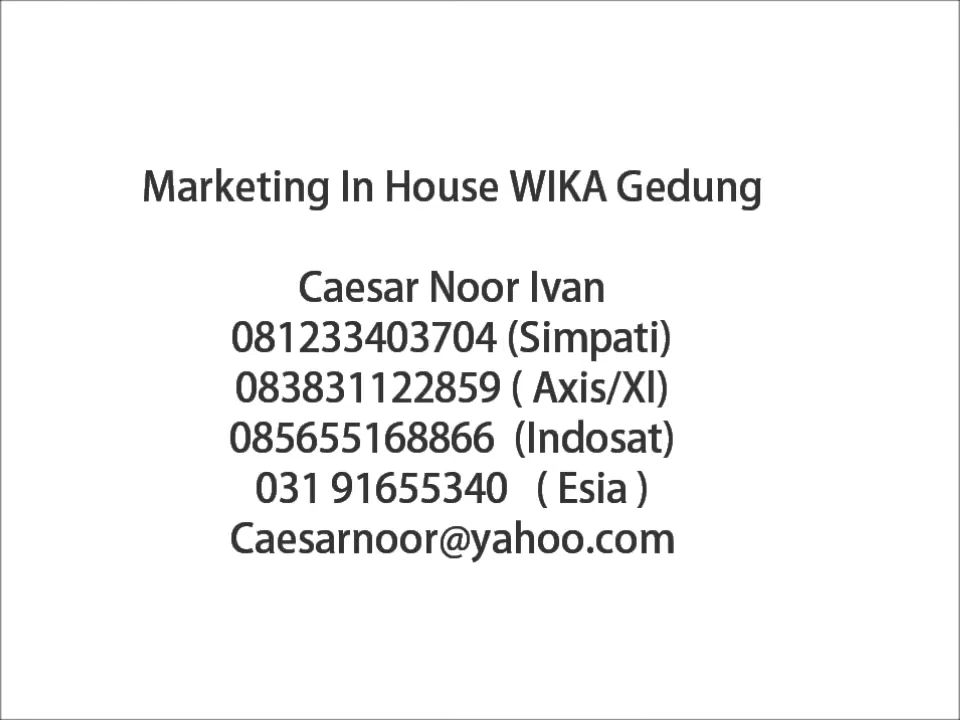 Marketing In House WIKA Gedung
Caesar Noor Ivan
081233403704 (Simpati)
083831122859 ( Axis/Xl)
085655168866  (Indosat)
031 91655340   ( Esia )
Caesarnoor@yahoo.com